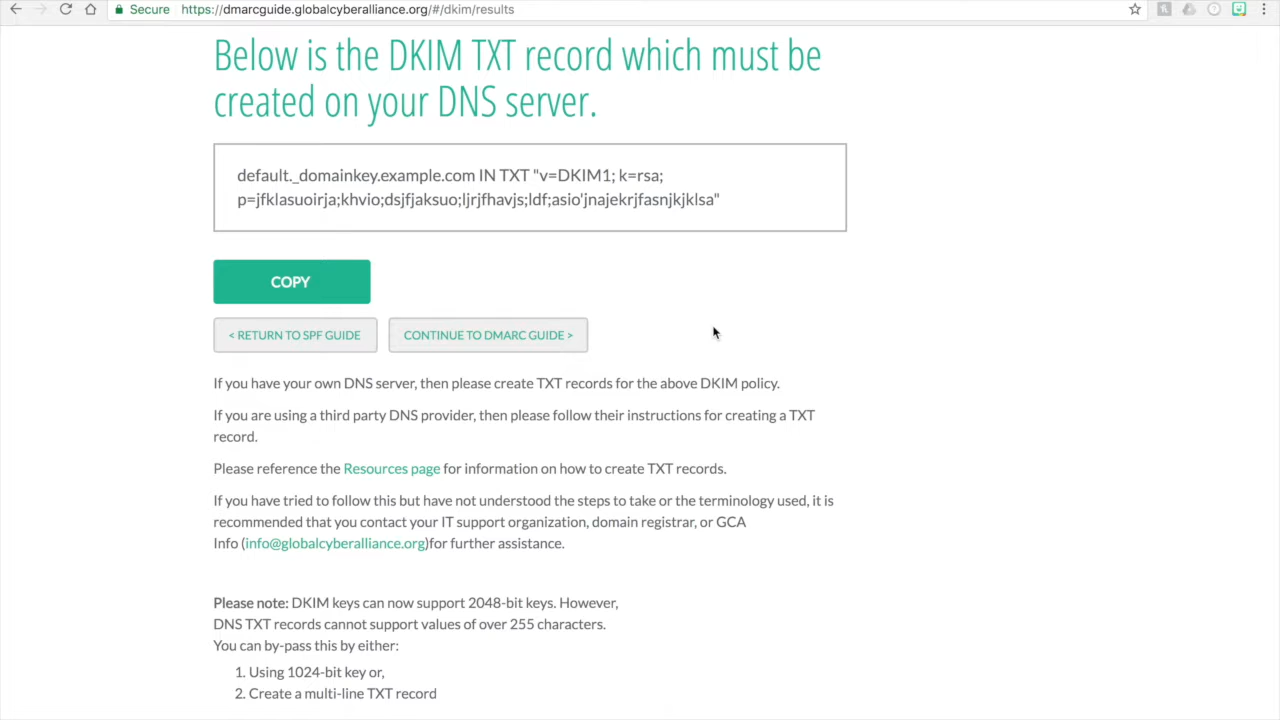 Secure https://dmarcguide.globalcyberalliance.org/#/dkim/results
Below is the DKIM TXT record which must be
created on your DNS server.
default._domainkey.example.com IN TXT "v=DKIM1; k=rsa;
p=jfklasuoirja;khvio;dsjfjaksuo;ljrjfhavjs;ldf;asio'jnajekrjfasnjkjklsa"
COPY
< RETURN TO SPF GUIDE CONTINUE TO DMARC GUIDE >
If you have your own DNS server, then please create TXT records for the above DKIM policy.
If you are using a third party DNS provider, then please follow their instructions for creating a TXT
record.
Please reference the Resources page for information on how to create TXT records.
If you have tried to follow this but have not understood the steps to take or the terminology used, it is
recommended that you contact your IT support organization, domain registrar, or GCA
Info (info@globalcyberalliance.org)for further assistance.
Please note: DKIM keys can now support 2048-bit keys. However,
DNS TXT records cannot support values of over 255 characters.
You can by-pass this by either:
1. Using 1024-bit key or,
2. Create a multi-line TXT record